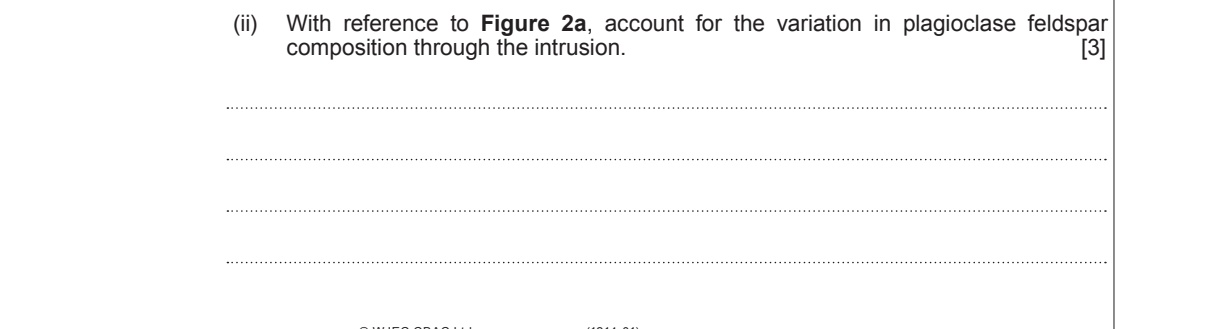 (ii) With reference to Figure 2a, account for the variation in plagioclase feldspar
composition through the intrusion. [3]